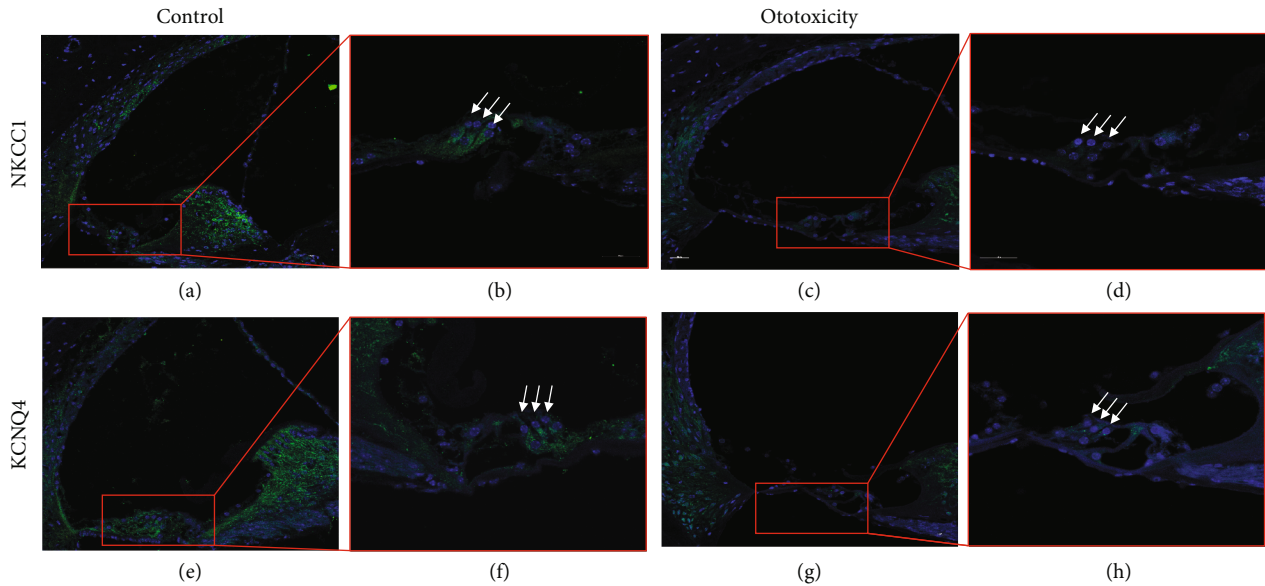 Control Ototoxicity
NKCC1
(a) (b) (c) (d)
KCNQ4
(e) (f) (g) (h)